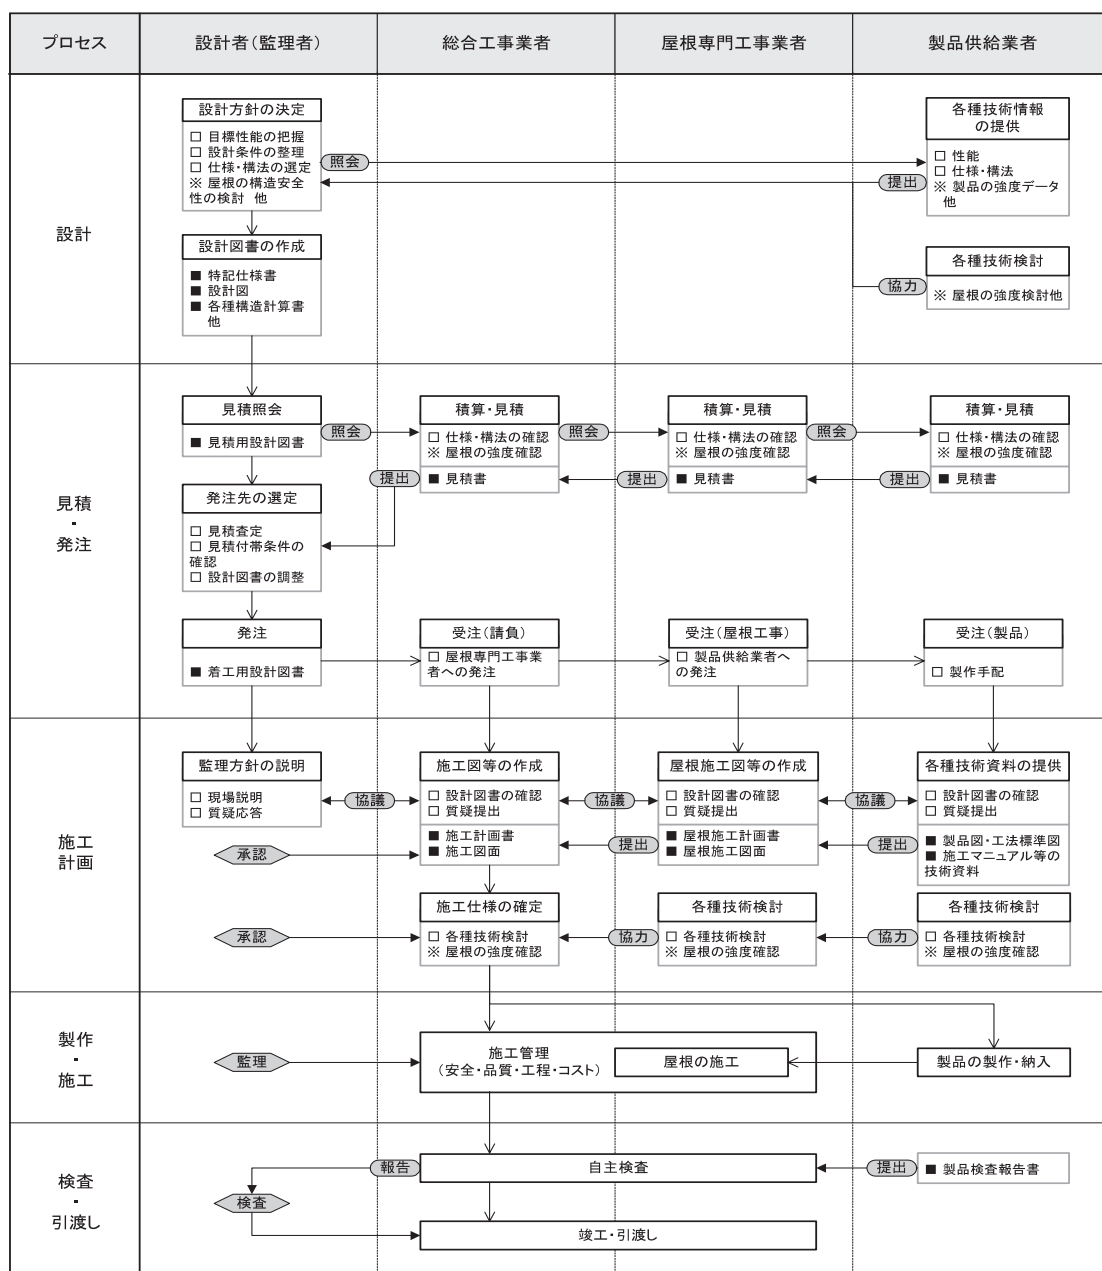 プロセス
設計者(監理者)
総合工事業者
屋根専門工事業者
製品供給業者
設計
設計方針の決定
□ 目標性能の把握
□ 設計条件の整理
□ 仕様・構法の選定
※ 屋根の構造安全
性の検討 他
照会
各種技術情報
の提供
□ 性能
□ 仕様・構法
※ 製品の強度データ
他
提出
設計図書の作成
■ 特記仕様書
■ 設計図
■ 各種構造計算書
他
各種技術検討
※ 屋根の強度検討他
協力
見積
・
発注
見積照会
■ 見積用設計図書
照会
積算・見積
□ 仕様・構法の確認
※ 屋根の強度確認
■ 見積書
照会
積算・見積
□ 仕様・構法の確認
※ 屋根の強度確認
■ 見積書
照会
積算・見積
□ 仕様・構法の確認
※ 屋根の強度確認
■ 見積書
提出
提出
提出
発注先の選定
□ 見積査定
□ 見積付帯条件の
確認
□ 設計図書の調整
発注
■ 着工用設計図書
受注(請負)
□ 屋根専門工事業
者への発注
受注(屋根工事)
□ 製品供給業者へ
の発注
受注(製品)
□ 製作手配
施工
計画
監理方針の説明
□ 現場説明
□ 質疑応答
協議
施工図等の作成
□ 設計図書の確認
□ 質疑提出
■ 施工計画書
■ 施工図面
協議
屋根施工図等の作成
□ 設計図書の確認
□ 質疑提出
■ 屋根施工計画書
■ 屋根施工図面
協議
各種技術資料の提供
□ 設計図書の確認
□ 質疑提出
■ 製品図・工法標準図
■ 施工マニュアル等の
技術資料
承認
提出
提出
施工仕様の確定
□ 各種技術検討
※ 屋根の強度確認
各種技術検討
□ 各種技術検討
※ 屋根の強度確認
各種技術検討
□ 各種技術検討
※ 屋根の強度確認
承認
協力
協力
製作
・
施工
監理
施工管理
(安全・品質・工程・コスト)
屋根の施工
製品の製作・納入
検査
・
引渡し
報告
自主検査
提出
■ 製品検査報告書
検査
竣工・引渡し